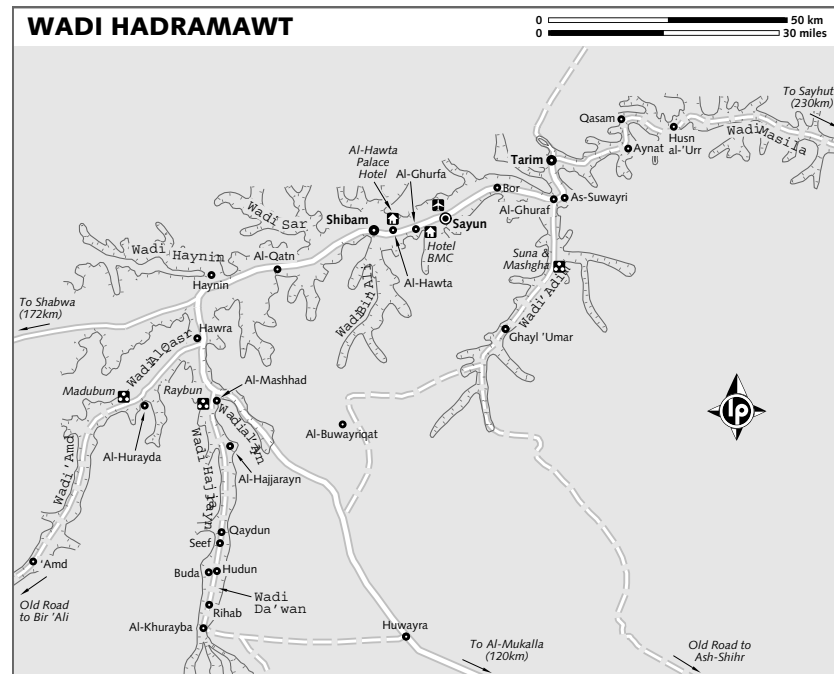 WADI HADRAMAWT
0 50 km
0 30 miles
To Sayhut
(230km)
Qasam
Husn
al-'Urr
Wadi Masila
Aynat
Tarim
Al-Hawta
Palace
Hotel
Al-Ghurfa
Bor
Al-Ghuraf
As-Suwayri
Wadi Sar
Shibam
Sayun
Hotel
BMC
Al-Hawta
Wadi Haynin
Al-Qatn
Haynin
Suna &
Mashgha
Wadi 'Adim
Wadi Bin 'Ali
To Shabwa
(172km)
Hawra
Ghayl 'Umar
Wadi Al Qasr
Madubum
Raybun
Al-Mashhad
Wadi al-'Ayn
lp
Al-Buwayriqat
Al-Hurayda
Wadi 'Amd
Wadi Hajjrayn
Al-Hajjarayn
Qaydun
Seef
'Amd
Buda
Hudun
Wadi
Da'wan
Old Road
to Bir 'Ali
Rihab
Al-Khurayba
Huwayra
To Al-Mukalla
(120km)
Old Road to
Ash-Shihr